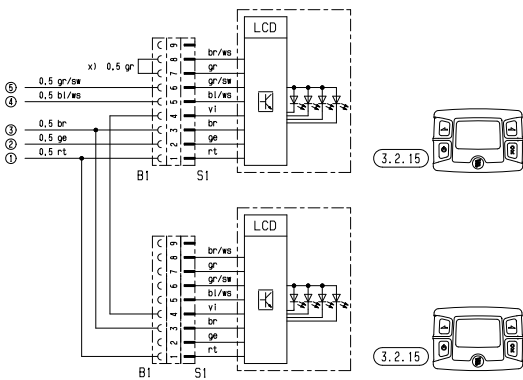 LCD
9
br/ws
8
x) 0.5 gr
gr
7
⑤ 0.5 gr/sw
gr/sw
6
④ 0.5 bl/ws
bl/ws
5
vi
4
③ 0.5 br
br
3
② 0.5 ge
ge
2
① 0.5 rt
rt
1
B1 S1
3.2.15
LCD
9
br/ws
8
gr
7
gr/sw
6
bl/ws
5
vi
4
br
3
ge
2
rt
1
B1 S1
3.2.15